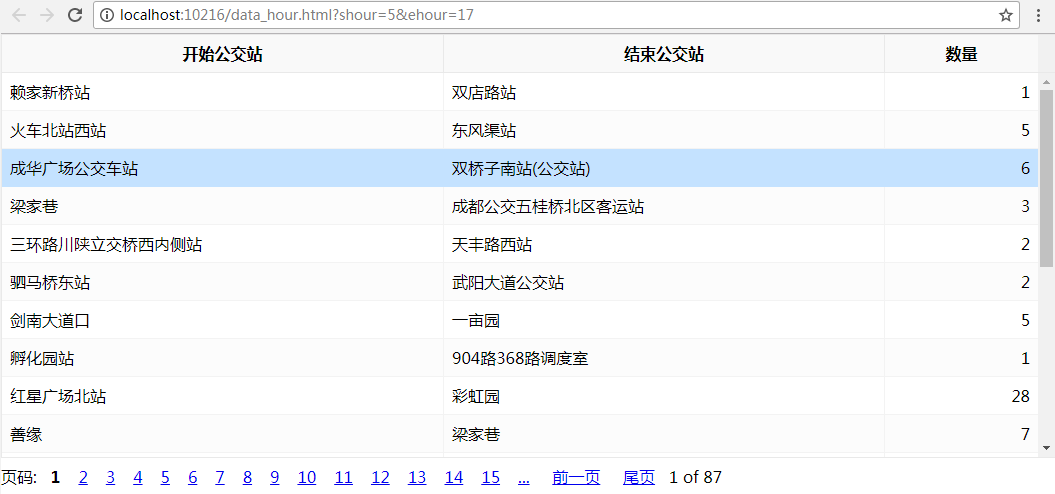 localhost:10216/data_hour.html?shour=5&ehour=17
开始公交站 结束公交站 数量
赖家新桥站 双店路站 1
火车北站西站 东风渠站 5
成华广场公交车站 双桥子南站(公交站) 6
梁家巷 成都公交五桂桥北区客运站 3
三环路川陕立交桥西内侧站 天丰路西站 2
驷马桥东站 武阳大道公交站 2
剑南大道口 一亩园 5
孵化园站 904路368路调度室 1
红星广场北站 彩虹园 28
善缘 梁家巷 7
页码: 1 2 3 4 5 6 7 8 9 10 11 12 13 14 15 ... 前一页 尾页 1 of 87